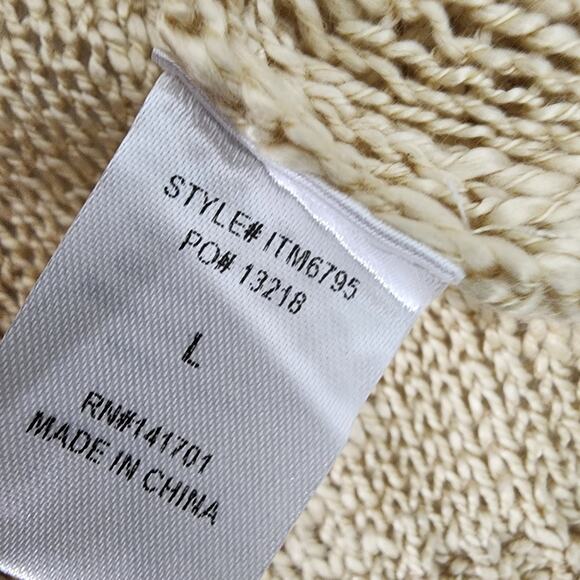 STYLE# ITM6795
PO# 13218
L
RN#141701
MADE IN CHINA